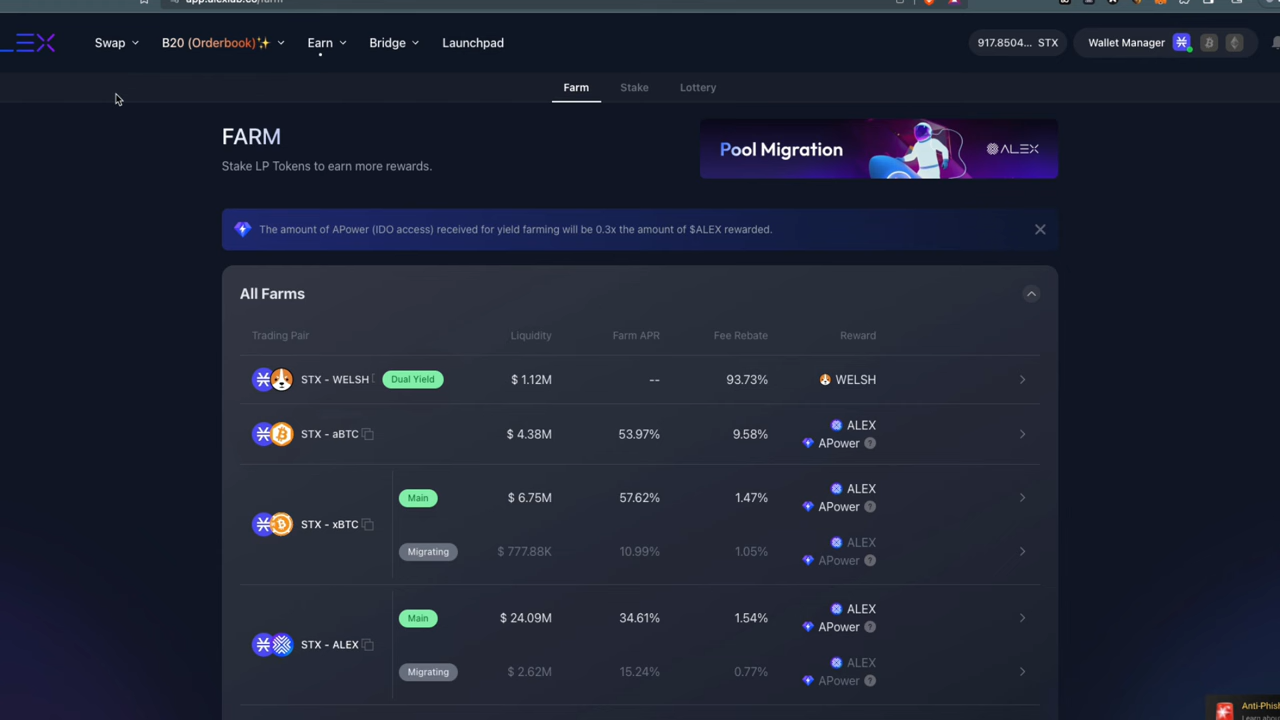 Swap
B20 (Orderbook)✨
Earn
Bridge
Launchpad
917.8504... STX
Wallet Manager
Farm
Stake
Lottery
FARM
Stake LP Tokens to earn more rewards.
Pool Migration
ALEX
The amount of APower (IDO access) received for yield farming will be 0.3x the amount of $ALEX rewarded.
All Farms
Trading Pair Liquidity Farm APR Fee Rebate Reward
STX - WELSH Dual Yield $ 1.12M -- 93.73% WELSH
STX - aBTC $ 4.38M 53.97% 9.58% ALEX
APower
STX - xBTC
Main $ 6.75M 57.62% 1.47% ALEX
APower
Migrating $ 777.88K 10.99% 1.05% ALEX
APower
STX - ALEX
Main $ 24.09M 34.61% 1.54% ALEX
APower
Migrating $ 2.62M 15.24% 0.77% ALEX
APower